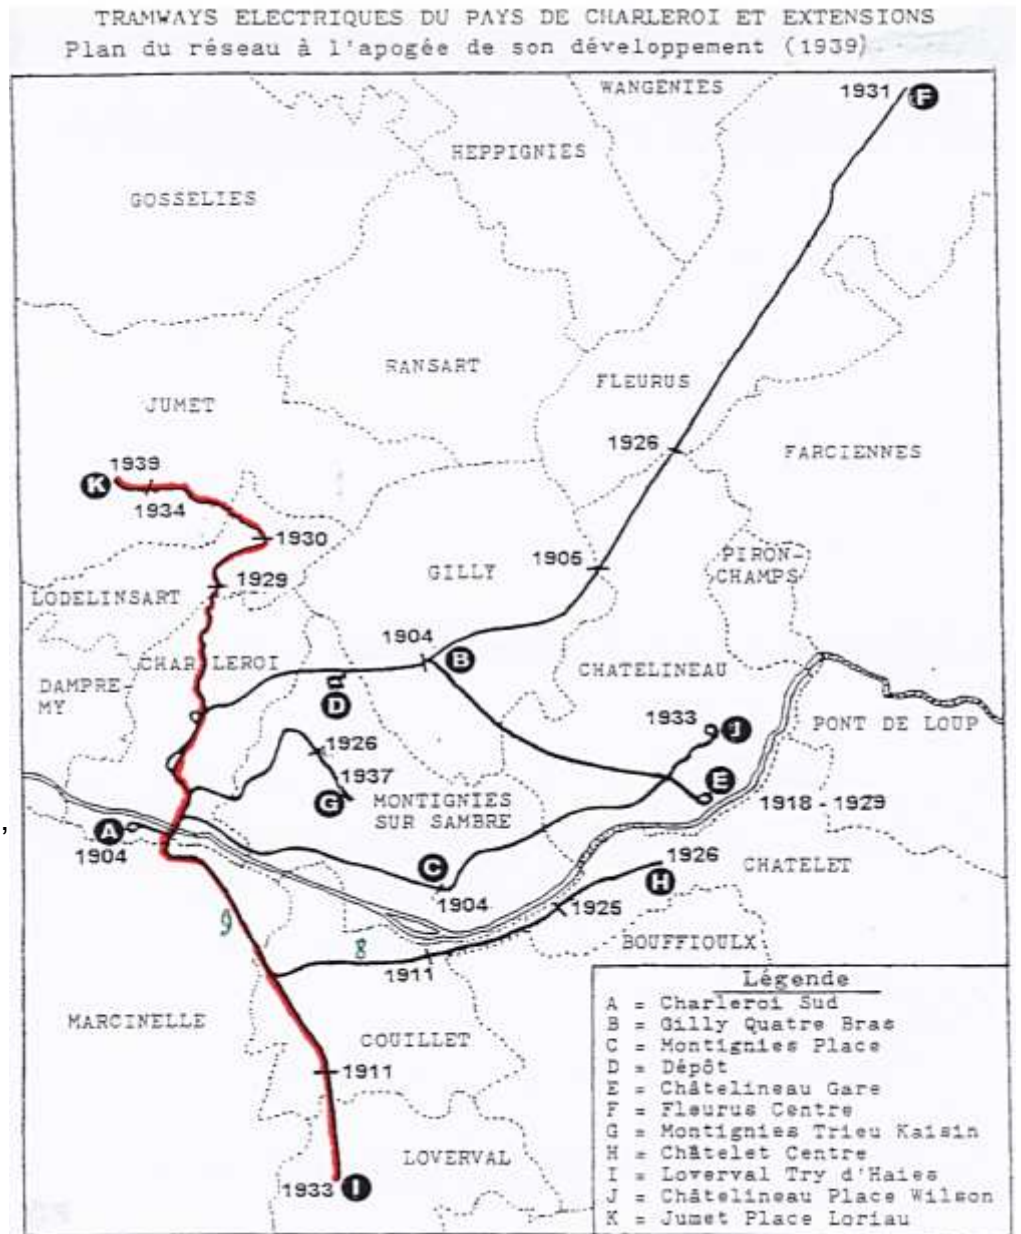 TRAMWAYS ELECTRIQUES DU PAYS DE CHARLEROI ET EXTENSIONS
Plan du réseau à l'apogée de son développement (1939)
WANGENIES
1931 F
HEPPIGNIES
GOSSELIES
RANSART
FLEURUS
JUMET
1926
FARCIENNES
1939
K
1934
1930
1905
PIRON-
CHAMPS
GILLY
1929
LODELINSART
1904
B
CHARLEROI
CHATELINEAU
DAMPRE-
MY
D
1933 J
PONT DE LOUP
1926
1937
E
G
MONTIGNIES
SUR SAMBRE
1918 - 1929
,
A
1904
1926
CHATELET
C
H
1904
1925
9
8
BOUFFIOULX
1911
MARCINELLE
COUILLET
1911
LOVERVAL
1933 I
Légende
A = Charleroi Sud
B = Gilly Quatre Bras
C = Montignies Place
D = Dépôt
E = Châtelineau Gare
F = Fleurus Centre
G = Montignies Trieu Kaisin
H = Châtelet Centre
I = Loverval Try d'Haies
J = Châtelineau Place Wilson
K = Jumet Place Loriau